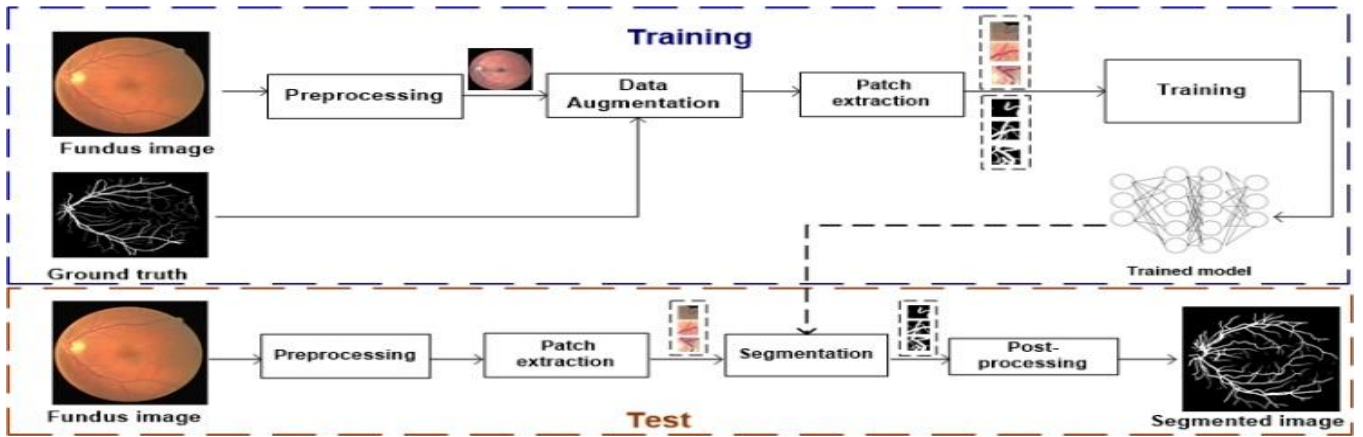 Training
Preprocessing
Data
Augmentation
Patch
extraction
Training
Fundus image
Ground truth
Trained model
Preprocessing
Patch
extraction
Segmentation
Post-
processing
Fundus image
Test
Segmented image